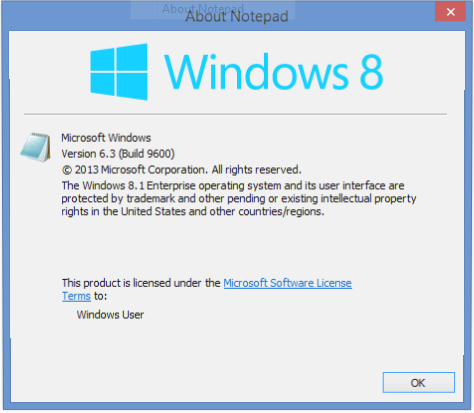 About Notepad
About Notepad
Windows 8
Microsoft Windows
Version 6.3 (Build 9600)
© 2013 Microsoft Corporation. All rights reserved.
The Windows 8.1 Enterprise operating system and its user interface are
protected by trademark and other pending or existing intellectual property
rights in the United States and other countries/regions.
This product is licensed under the Microsoft Software License
Terms to:
Windows User
OK